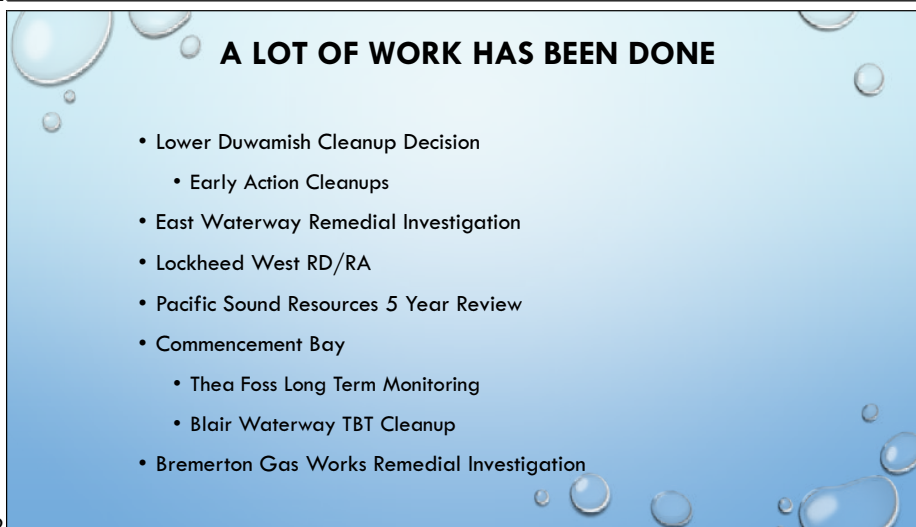 A LOT OF WORK HAS BEEN DONE
• Lower Duwamish Cleanup Decision
• Early Action Cleanups
• East Waterway Remedial Investigation
• Lockheed West RD/RA
• Pacific Sound Resources 5 Year Review
• Commencement Bay
• Thea Foss Long Term Monitoring
• Blair Waterway TBT Cleanup
• Bremerton Gas Works Remedial Investigation